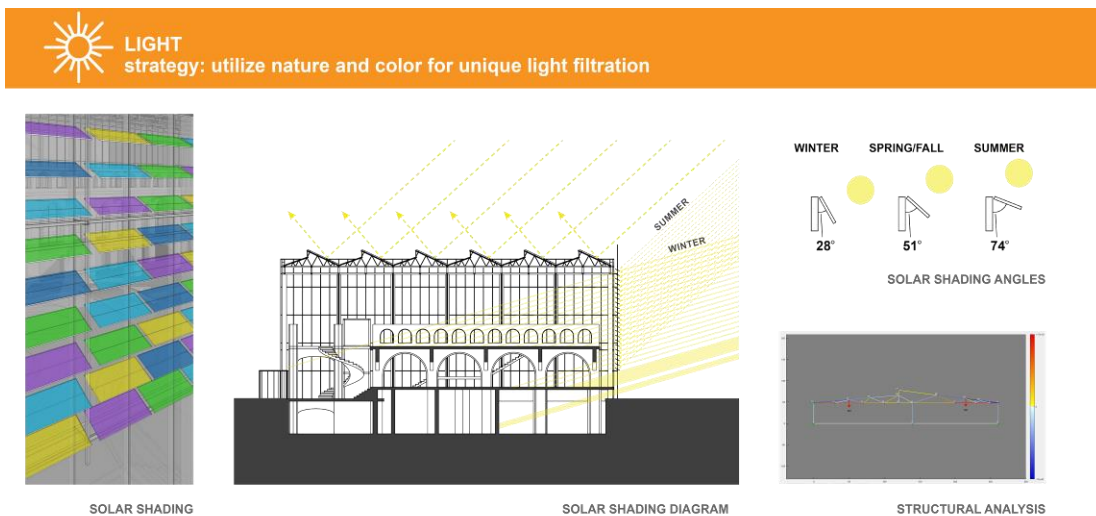 LIGHT
strategy: utilize nature and color for unique light filtration
WINTER
SPRING/FALL
SUMMER
SUMMER
WINTER
28°
51°
74°
SOLAR SHADING ANGLES
SOLAR SHADING
SOLAR SHADING DIAGRAM
STRUCTURAL ANALYSIS